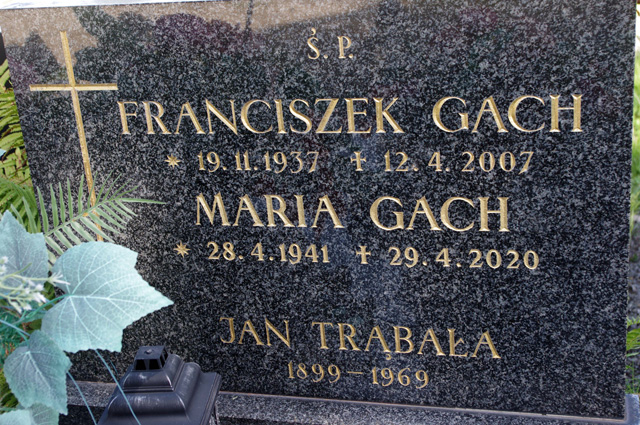 Ś. P.
FRANCISZEK GACH
* 19.11.1937 ✝ 12.4.2007
MARIA GACH
* 28.4.1941 ✝ 29.4.2020
JAN TRĄBAŁA
1899 – 1969